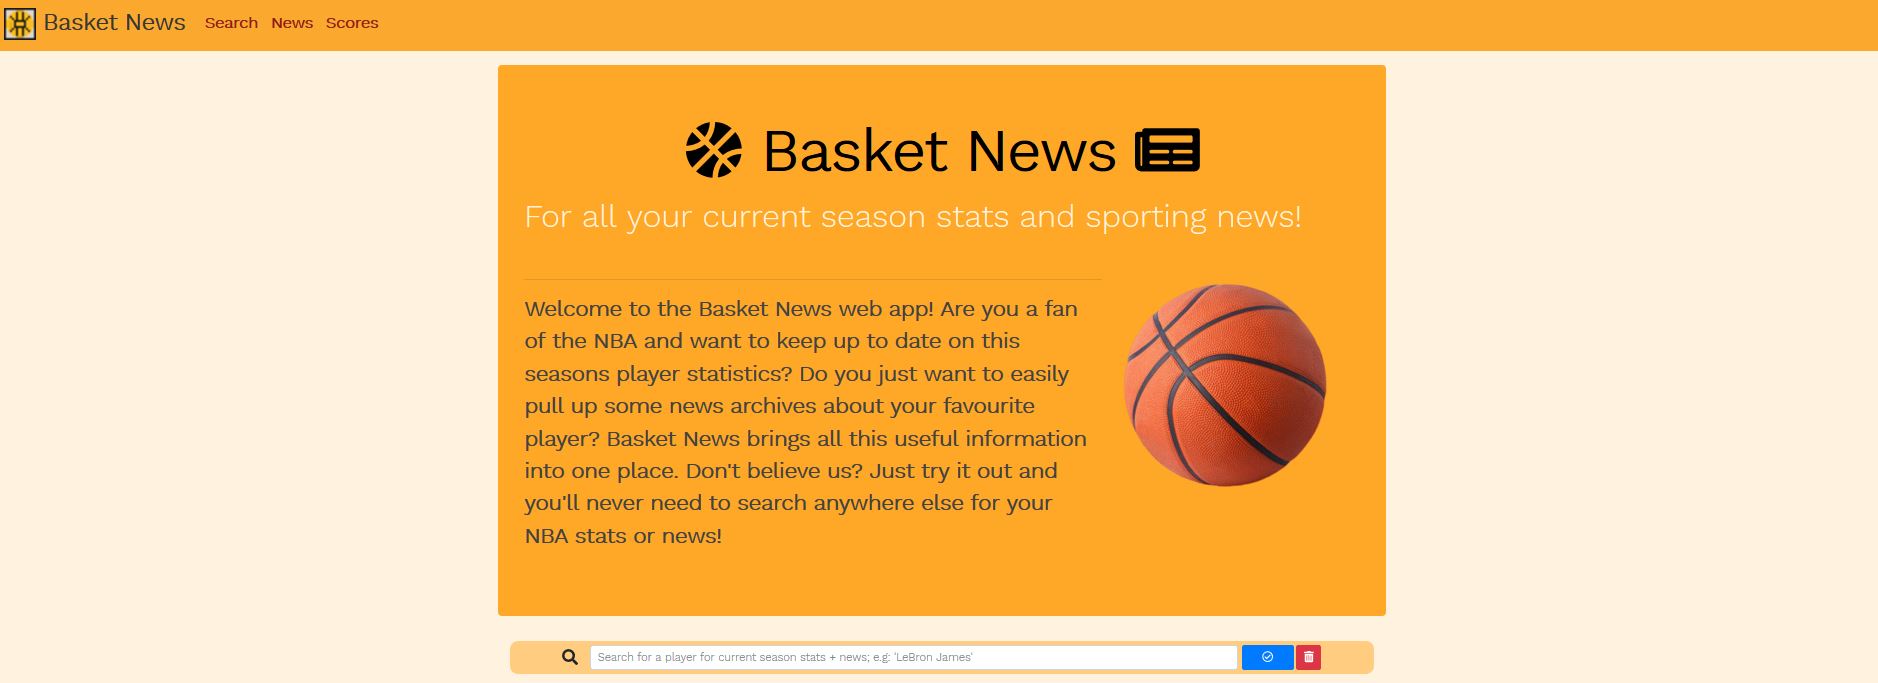 Basket News Search News Scores
Basket News
For all your current season stats and sporting news!
Welcome to the Basket News web app! Are you a fan
of the NBA and want to keep up to date on this
seasons player statistics? Do you just want to easily
pull up some news archives about your favourite
player? Basket News brings all this useful information
into one place. Don't believe us? Just try it out and
you'll never need to search anywhere else for your
NBA stats or news!
Search for a player for current season stats + news; e.g: 'LeBron James'